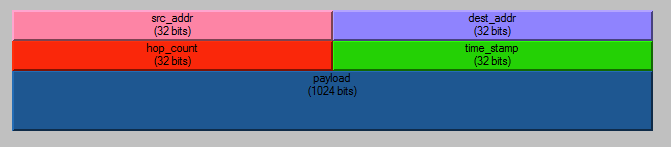 src_addr
(32 bits)
dest_addr
(32 bits)
hop_count
(32 bits)
time_stamp
(32 bits)
payload
(1024 bits)